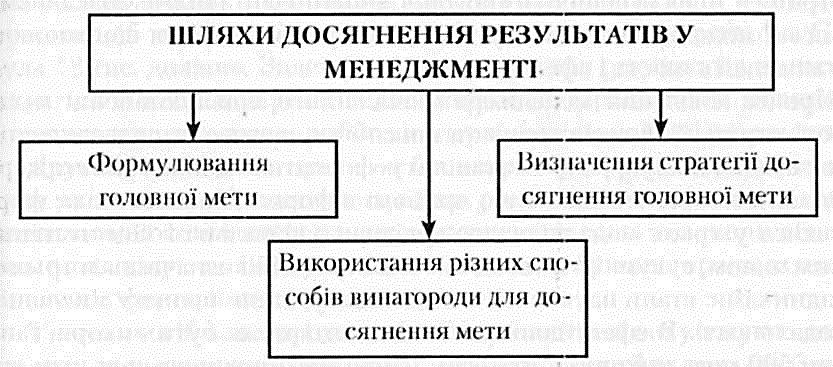 ШЛЯХИ ДОСЯГНЕННЯ РЕЗУЛЬТАТІВ У
МЕНЕДЖМЕНТІ
Формулювання
головної мети
Визначення стратегії до-
сягнення головної мети
Використання різних спо-
собів винагороди для до-
сягнення мети